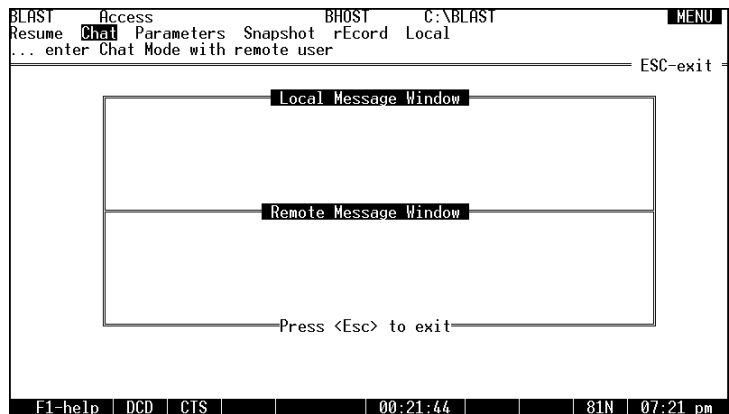 BLAST Access BHOST C:\BLAST MENU
Resume Chat Parameters Snapshot rEcord Local
... enter Chat Mode with remote user
ESC-exit
Local Message Window
Remote Message Window
Press <Esc> to exit
F1-help DCD CTS 00:21:44 81N 07:21 pm